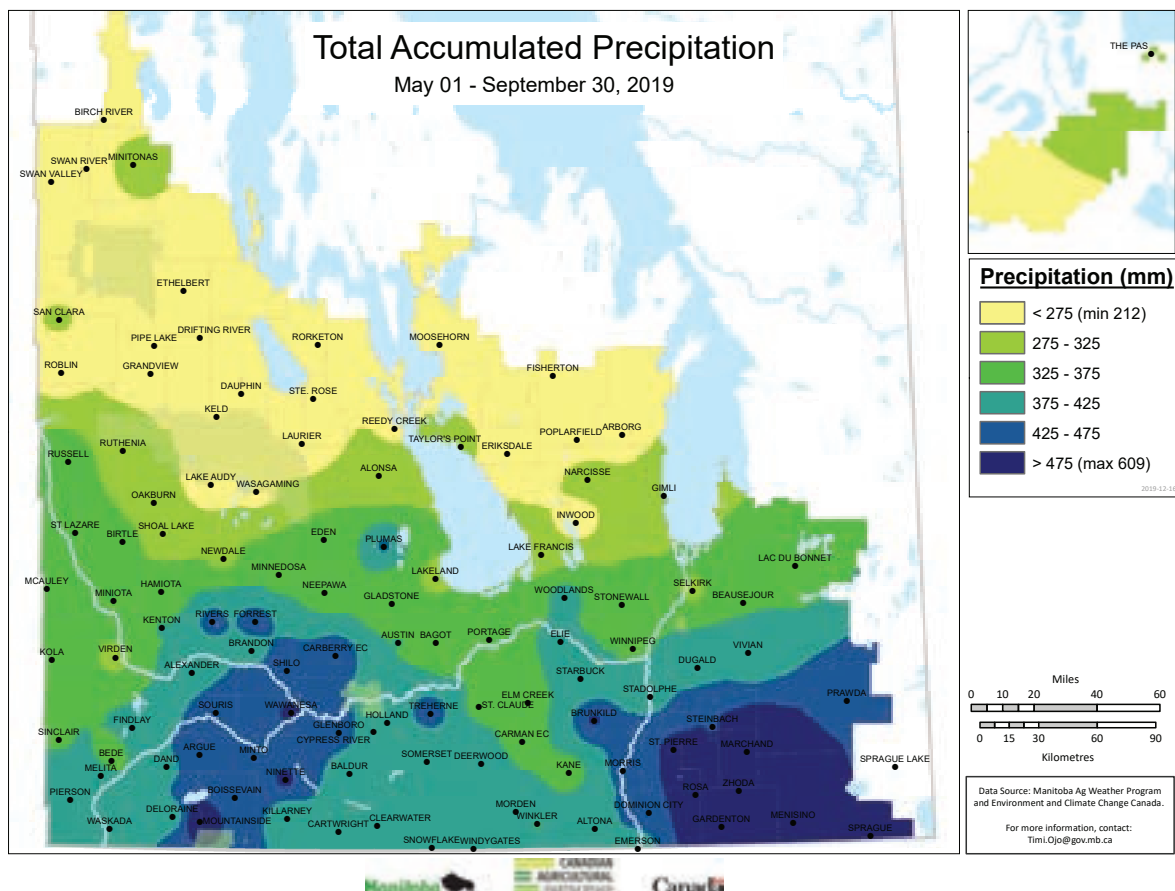 Total Accumulated Precipitation
May 01 - September 30, 2019
THE PAS
BIRCH RIVER
SWAN RIVER
MINITONAS
SWAN VALLEY
ETHELBERT
SAN CLARA
DRIFTING RIVER
PIPE LAKE
RORKETON
MOOSEHORN
ROBLIN
GRANDVIEW
FISHERTON
DAUPHIN
STE. ROSE
KELD
REEDY CREEK
TAYLOR'S POINT
POPLARFIELD
ARBORG
LAURIER
ERIKSDALE
RUTHENIA
RUSSELL
ALONSA
NARCISSE
LAKE AUDY
WASAGAMING
GIMLI
OAKBURN
INWOOD
ST LAZARE
SHOAL LAKE
BIRTLE
EDEN
PLUMAS
NEWDALE
LAKE FRANCIS
LAC DU BONNET
MINNEDOSA
LAKELAND
MCAULEY
HAMIOTA
NEEPAWA
SELKIRK
MINIOTA
GLADSTONE
WOODLANDS
STONEWALL
BEAUSEJOUR
KENTON
RIVERS
FORREST
BRANDON
AUSTIN
BAGOT
PORTAGE
ELIE
WINNIPEG
VIVIAN
KOLA
VIRDEN
CARBERRY EC
ALEXANDER
SHILO
DUGALD
STARBUCK
STADOLPHE
PRAWDA
ELM CREEK
ST. CLAUDE
SOURIS
WAWANESA
TREHERNE
BRUNKILD
FINDLAY
GLENBORO
HOLLAND
STEINBACH
SINCLAIR
CYPRESS RIVER
CARMAN EC
ST. PIERRE
MARCHAND
BEDE
ARGUE
MINTO
SOMERSET
DEERWOOD
MELITA
DAND
BALDUR
KANE
MORRIS
SPRAGUE LAKE
NINETTE
PIERSON
BOISSEVAIN
ROSA
ZHODA
DELORAINE
KILLARNEY
MORDEN
DOMINION CITY
WASKADA
MOUNTAINSIDE
CARTWRIGHT
CLEARWATER
WINKLER
ALTONA
GARDENTON
MENISINO
SPRAGUE
SNOWFLAKE
WINDYGATES
EMERSON
Precipitation (mm)
< 275 (min 212)
275 - 325
325 - 375
375 - 425
425 - 475
> 475 (max 609)
2019-12-16
Miles
0 10 20 40 60
0 15 30 60 90
Kilometres
Data Source: Manitoba Ag Weather Program
and Environment and Climate Change Canada.
For more information, contact:
Timi.Ojo@gov.mb.ca
Manitoba
CANADIAN
AGRICULTURAL
PARTNERSHIP
Canada